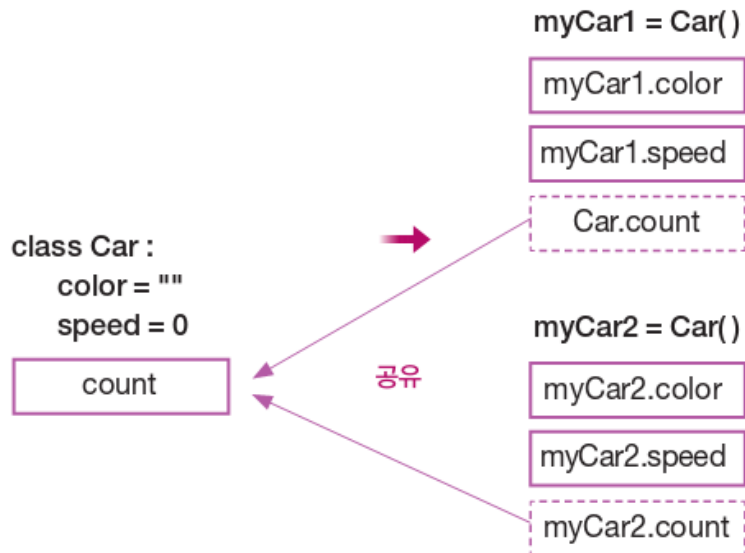 class Car :
color = ""
speed = 0
count
공유
myCar1 = Car( )
myCar1.color
myCar1.speed
Car.count
myCar2 = Car( )
myCar2.color
myCar2.speed
myCar2.count